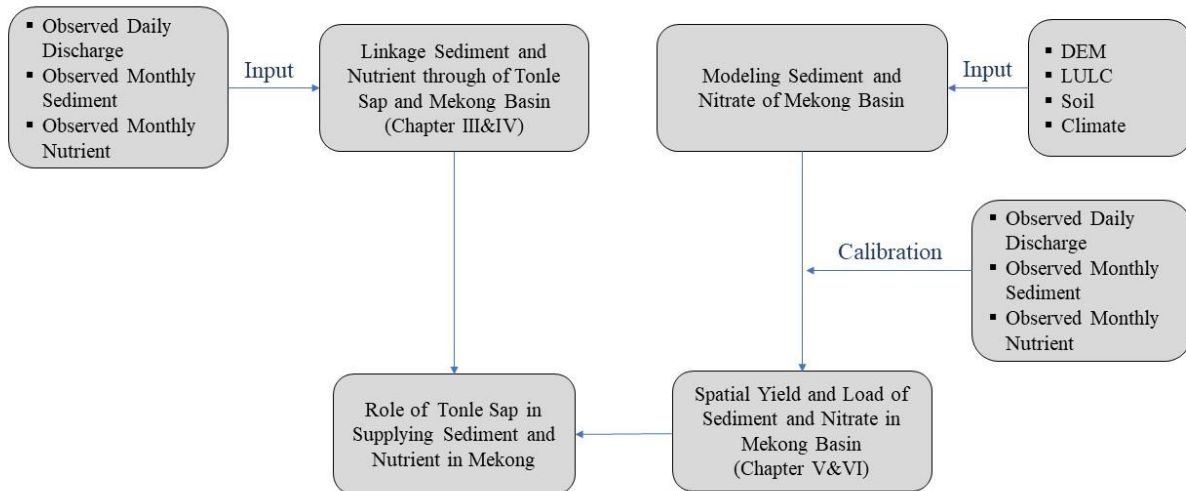 ▪ Observed Daily
Discharge
▪ Observed Monthly
Sediment
▪ Observed Monthly
Nutrient
Input
Linkage Sediment and
Nutrient through of Tonle
Sap and Mekong Basin
(Chapter III&IV)
Modeling Sediment and
Nitrate of Mekong Basin
Input
▪ DEM
▪ LULC
▪ Soil
▪ Climate
Calibration
▪ Observed Daily
Discharge
▪ Observed Monthly
Sediment
▪ Observed Monthly
Nutrient
Role of Tonle Sap in
Supplying Sediment and
Nutrient in Mekong
Spatial Yield and Load of
Sediment and Nitrate in
Mekong Basin
(Chapter V&VI)